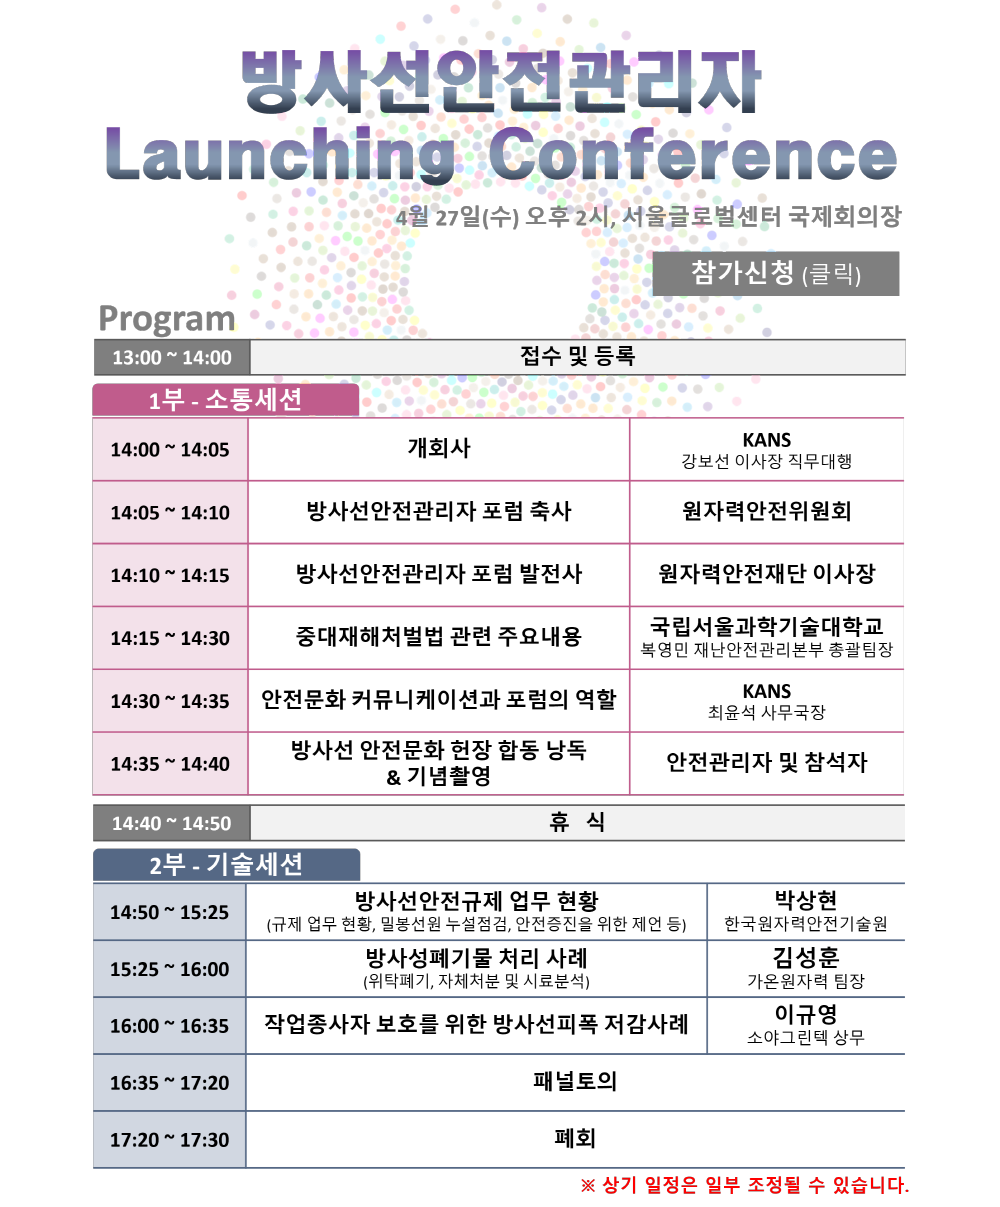 방사선안전관리자
Launching Conference
4월 27일(수) 오후 2시, 서울글로벌센터 국제회의장
참가신청 (클릭)
Program
13:00 ~ 14:00 접수 및 등록
1부 - 소통세션
14:00 ~ 14:05 개회사 KANS
강보선 이사장 직무대행
14:05 ~ 14:10 방사선안전관리자 포럼 축사 원자력안전위원회
14:10 ~ 14:15 방사선안전관리자 포럼 발전사 원자력안전재단 이사장
14:15 ~ 14:30 중대재해처벌법 관련 주요내용 국립서울과학기술대학교
복영민 재난안전관리본부 총괄팀장
14:30 ~ 14:35 안전문화 커뮤니케이션과 포럼의 역할 KANS
최윤석 사무국장
14:35 ~ 14:40 방사선 안전문화 헌장 합동 낭독
& 기념촬영 안전관리자 및 참석자
14:40 ~ 14:50 휴 식
2부 - 기술세션
14:50 ~ 15:25 방사선안전규제 업무 현황 박상현
(규제 업무 현황, 밀봉선원 누설점검, 안전증진을 위한 제언 등) 한국원자력안전기술원
15:25 ~ 16:00 방사성폐기물 처리 사례 김성훈
(위탁폐기, 자체처분 및 시료분석) 가온원자력 팀장
16:00 ~ 16:35 작업종사자 보호를 위한 방사선피폭 저감사례 이규영
소야그린텍 상무
16:35 ~ 17:20 패널토의
17:20 ~ 17:30 폐회
※ 상기 일정은 일부 조정될 수 있습니다.